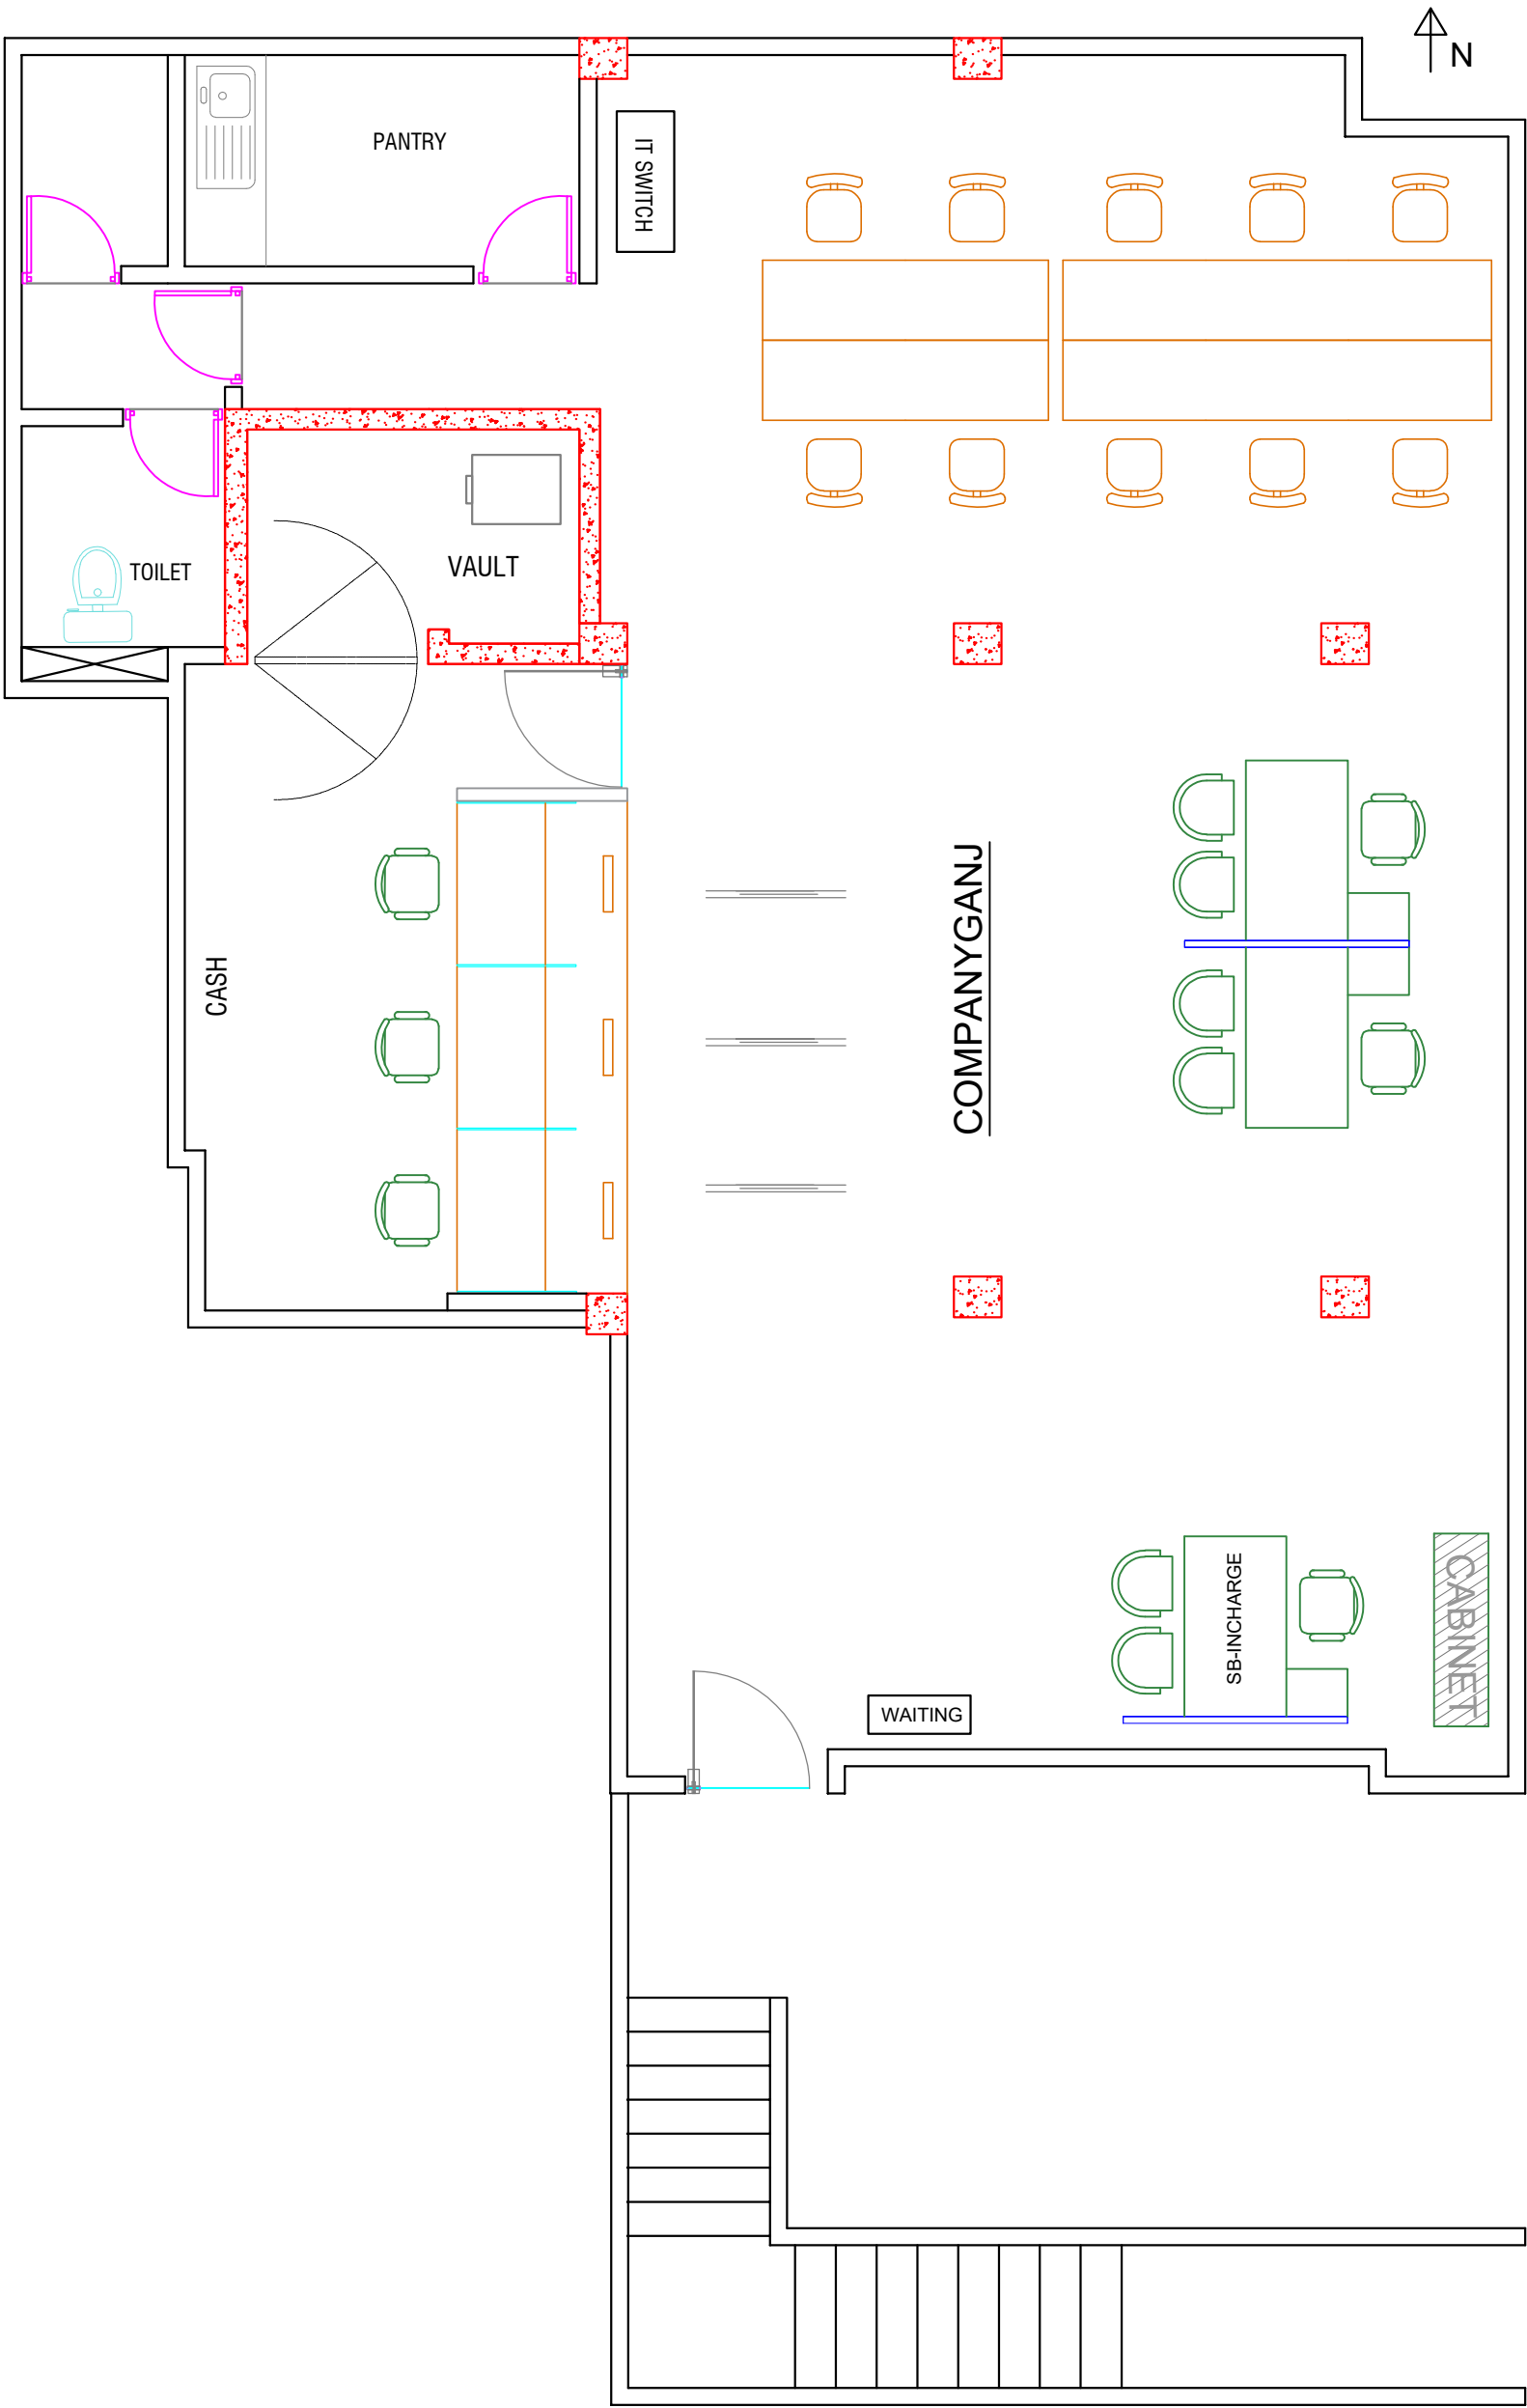 N
PANTRY
IT SWITCH
TOILET
VAULT
CASH
COMPANYGANJ
SB-INCHARGE
CABINET
WAITING